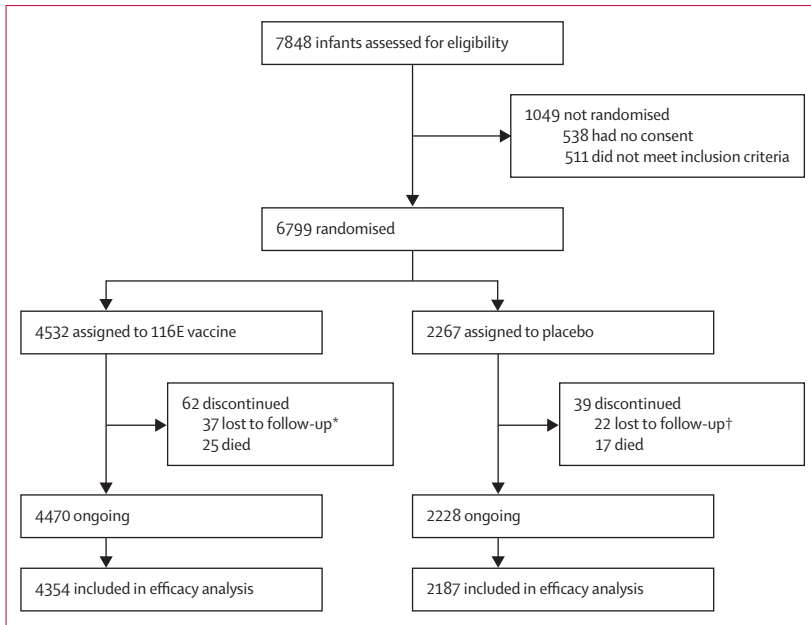 7848 infants assessed for eligibility
1049 not randomised
538 had no consent
511 did not meet inclusion criteria
6799 randomised
4532 assigned to 116E vaccine
2267 assigned to placebo
62 discontinued
37 lost to follow-up*
25 died
39 discontinued
22 lost to follow-up†
17 died
4470 ongoing
2228 ongoing
4354 included in efficacy analysis
2187 included in efficacy analysis